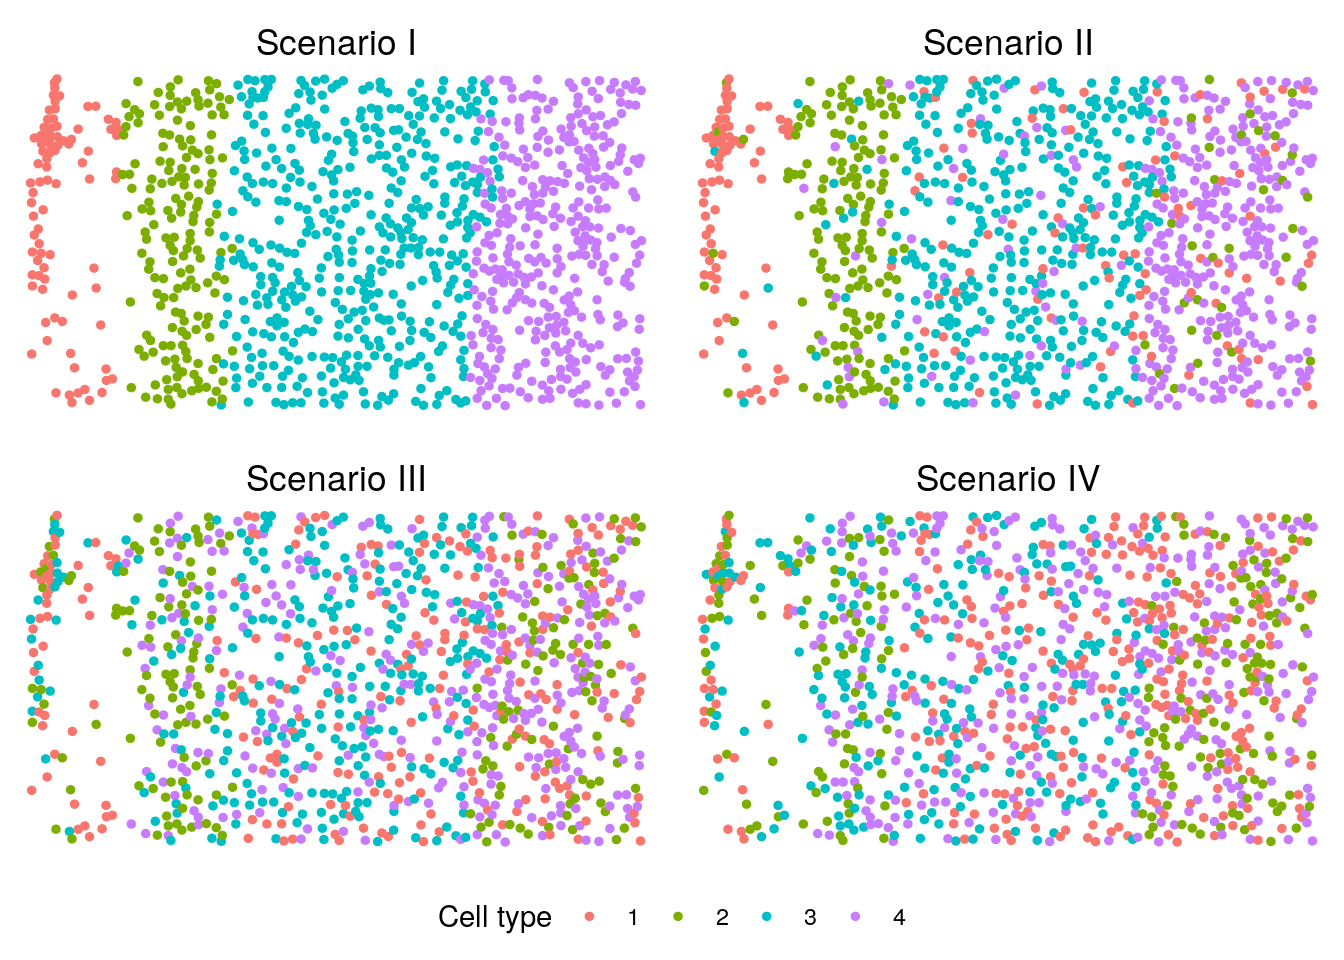 Scenario I
Scenario II
Scenario III
Scenario IV
Cell type 1 2 3 4